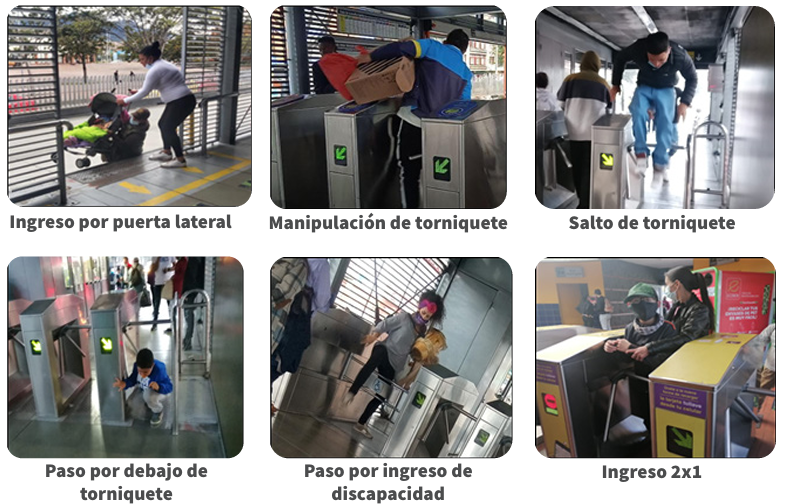 Ingreso por puerta lateral
Manipulación de torniquete
Salto de torniquete
Paso por debajo de
torniquete
Paso por ingreso de
discapacidad
Ingreso 2x1